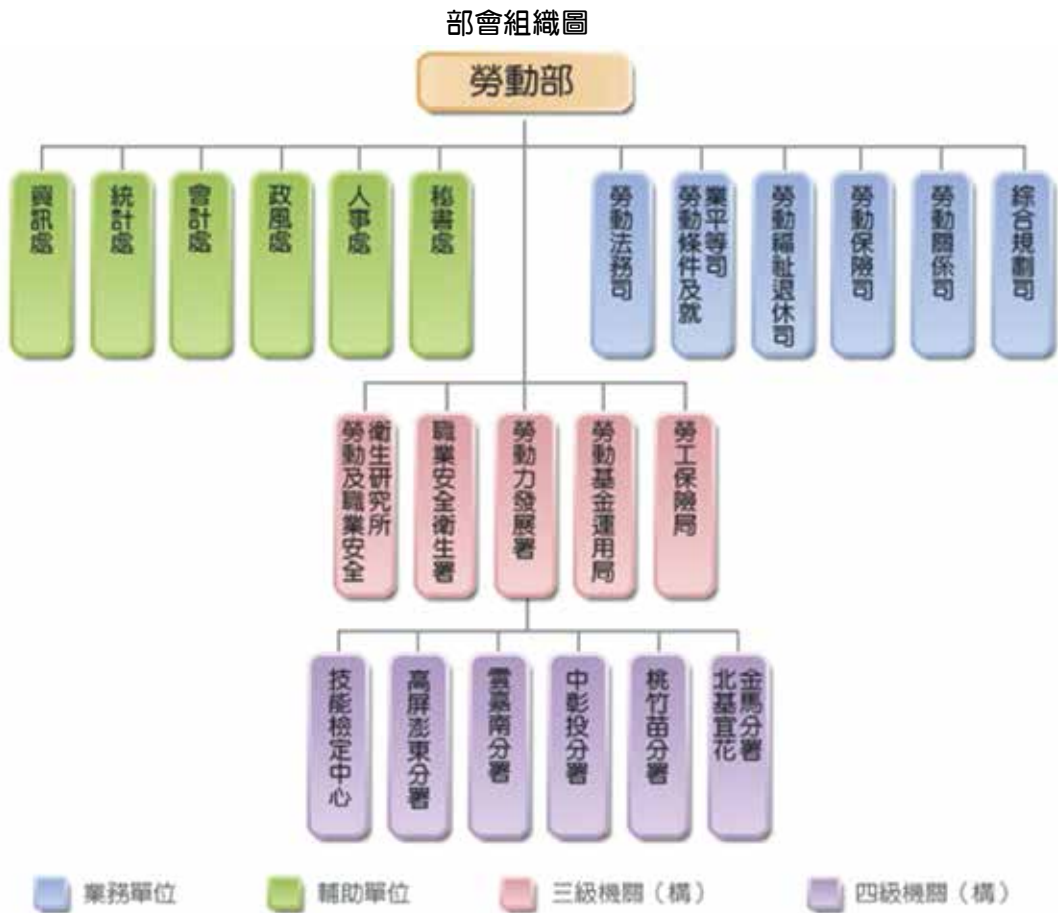 部會組織圖
勞動部
資訊處
統計處
會計處
政風處
人事處
秘書處
勞動法務司
勞動條件及就
業平等司
勞動福祉退休司
勞動保險司
勞動關係司
綜合規劃司
勞動及職業安全
衛生研究所
職業安全衛生署
勞動力發展署
勞動基金運用局
勞工保險局
技能檢定中心
高屏澎東分署
雲嘉南分署
中彰投分署
桃竹苗分署
北基宜花
金馬分署
業務單位
輔助單位
三級機關（構）
四級機關（構）